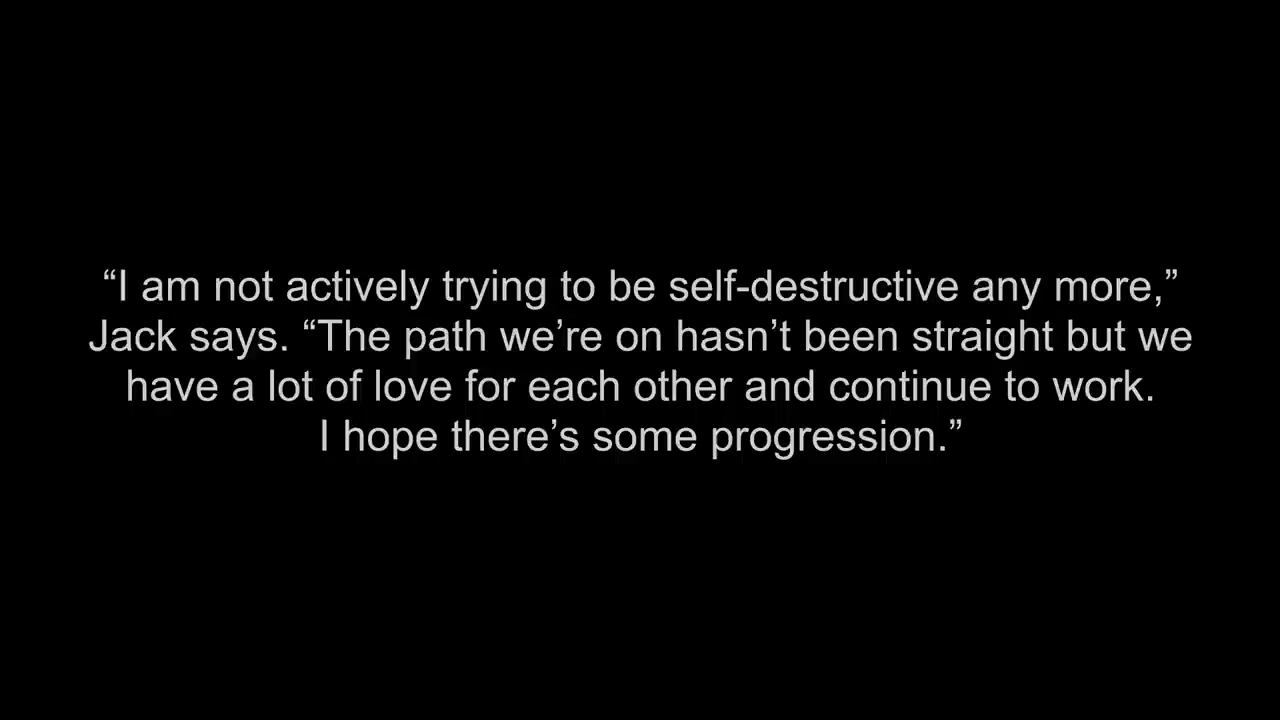 “I am not actively trying to be self-destructive any more,”
Jack says. “The path we’re on hasn’t been straight but we
have a lot of love for each other and continue to work.
I hope there’s some progression.”